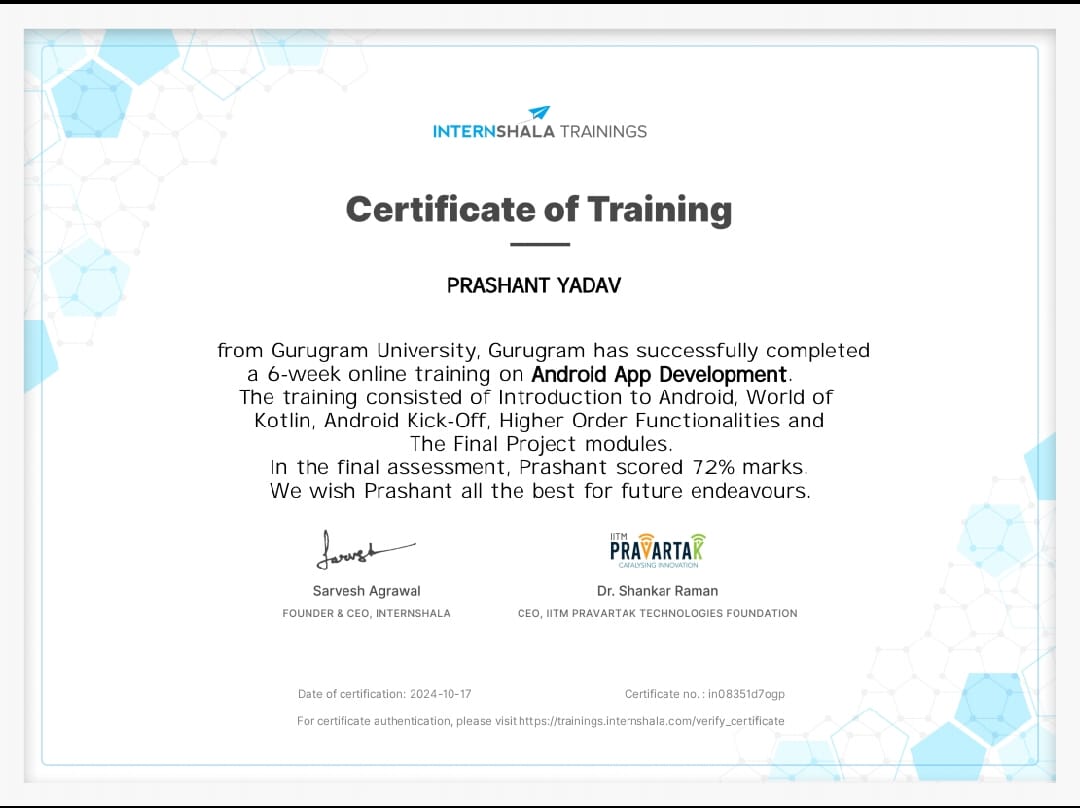 INTERNSHALA TRAININGS
Certificate of Training
PRASHANT YADAV
from Gurugram University, Gurugram has successfully completed
a 6-week online training on Android App Development.
The training consisted of Introduction to Android, World of
Kotlin, Android Kick-Off, Higher Order Functionalities and
The Final Project modules.
In the final assessment, Prashant scored 72% marks.
We wish Prashant all the best for future endeavours.
Sarvesh
IITM
PRAVARTAK
CATALYSING INNOVATION
Sarvesh Agrawal
Dr. Shankar Raman
FOUNDER & CEO, INTERNSHALA
CEO, IITM PRAVARTAK TECHNOLOGIES FOUNDATION
Date of certification: 2024-10-17
Certificate no.: in08351d7ogp
For certificate authentication, please visit https://trainings.internshala.com/verify_certificate